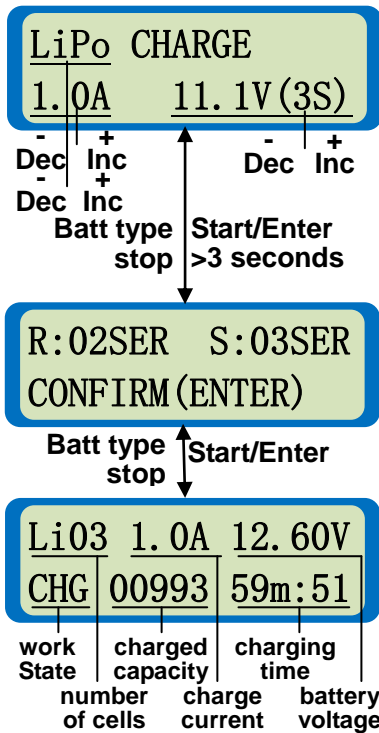 LiPo CHARGE
1.0A 11.1V(3S)
- + - +
Dec Inc Dec Inc
- +
Dec Inc
Batt type Start/Enter
stop >3 seconds
R:02SER S:03SER
CONFIRM(ENTER)
Batt type Start/Enter
stop
Li03 1.0A 12.60V
CHG 00993 59m:51
work charged charging
State capacity time
number charge battery
of cells current voltage